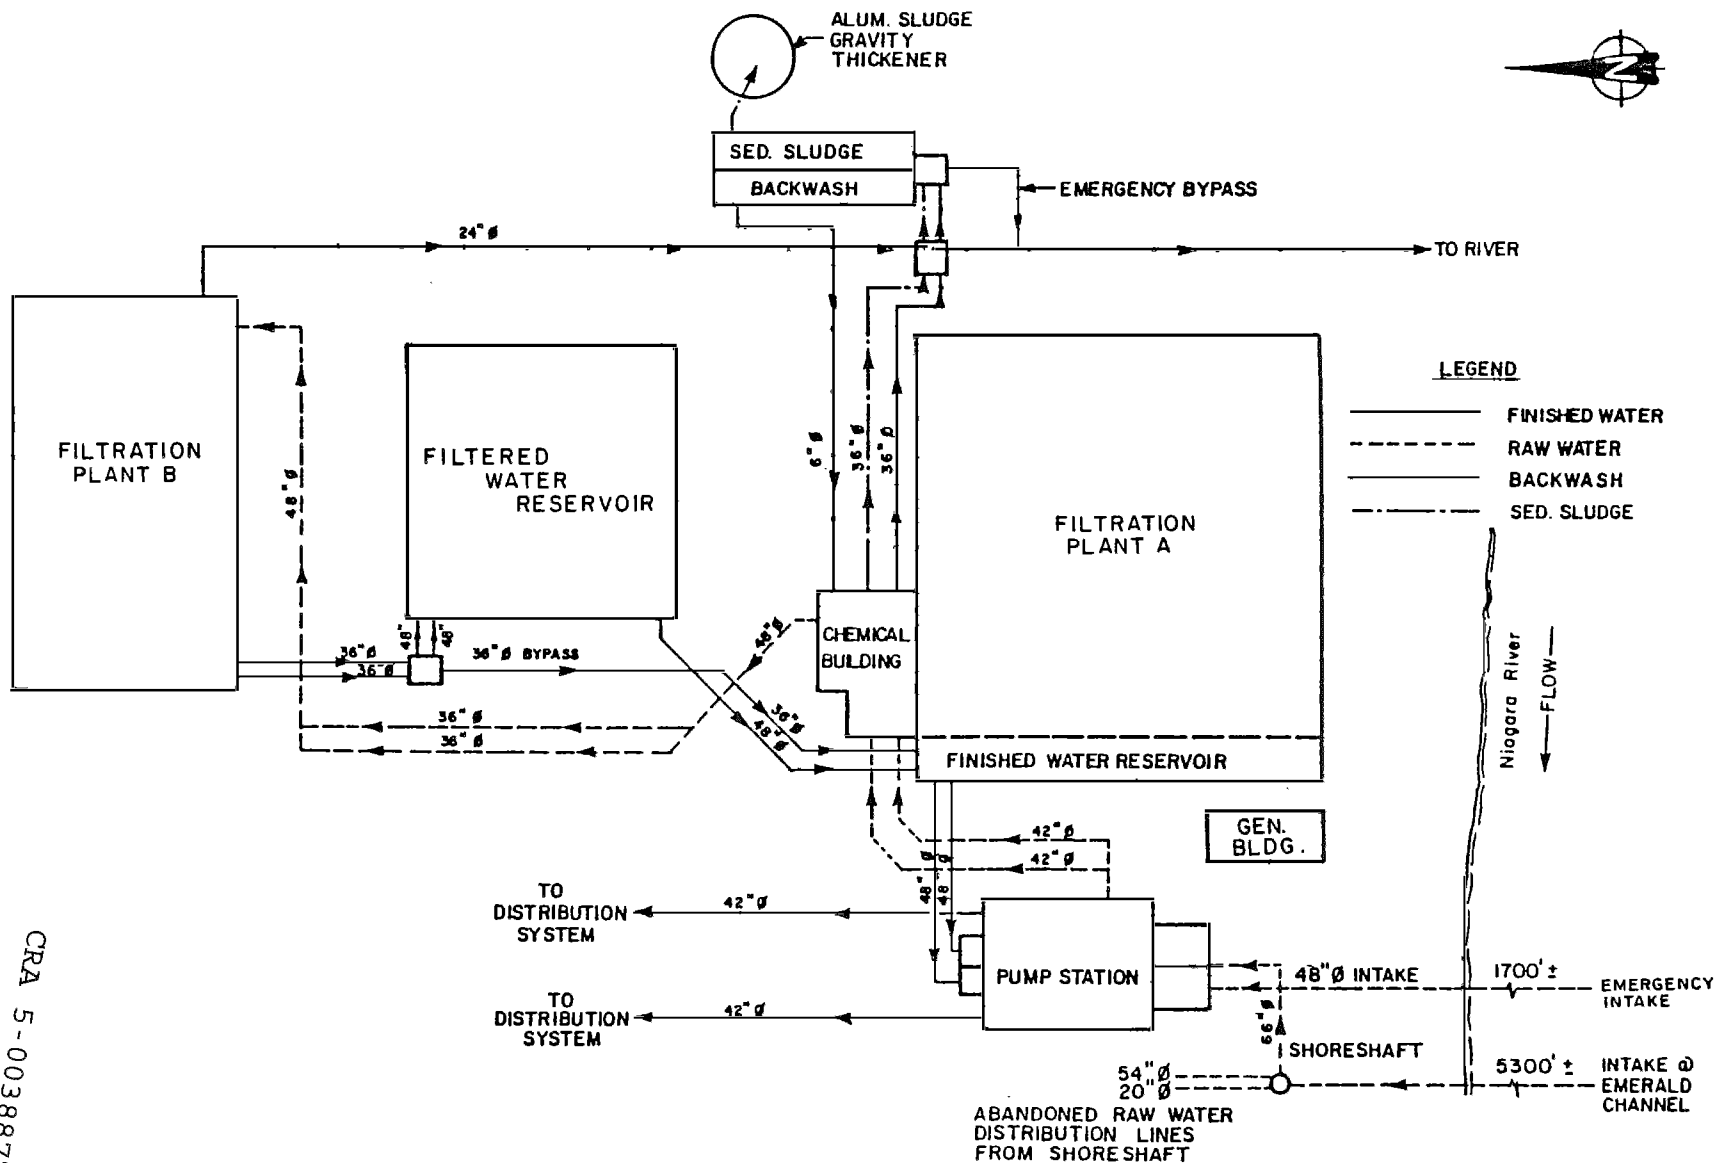 ALUM. SLUDGE
GRAVITY
THICKENER
N
SED. SLUDGE
BACKWASH
EMERGENCY BYPASS
24"Ø
TO RIVER
FILTRATION
PLANT B
48"Ø
FILTERED
WATER
RESERVOIR
6"Ø
36"Ø
36"Ø
FILTRATION
PLANT A
LEGEND
FINISHED WATER
RAW WATER
BACKWASH
SED. SLUDGE
48"
48"
36"Ø
36"Ø
36"Ø BYPASS
48"Ø
CHEMICAL
BUILDING
36"Ø
36"Ø
36"Ø
48"Ø
FINISHED WATER RESERVOIR
Niagara River
FLOW
GEN.
BLDG.
42"Ø
42"Ø
48"Ø
48"Ø
TO
DISTRIBUTION
SYSTEM
42"Ø
PUMP STATION
TO
DISTRIBUTION
SYSTEM
42"Ø
48"Ø INTAKE
1700'±
EMERGENCY
INTAKE
66"Ø
SHORESHAFT
54"Ø
20"Ø
5300'±
INTAKE @
EMERALD
CHANNEL
ABANDONED RAW WATER
DISTRIBUTION LINES
FROM SHORESHAFT
CRA 5-003887